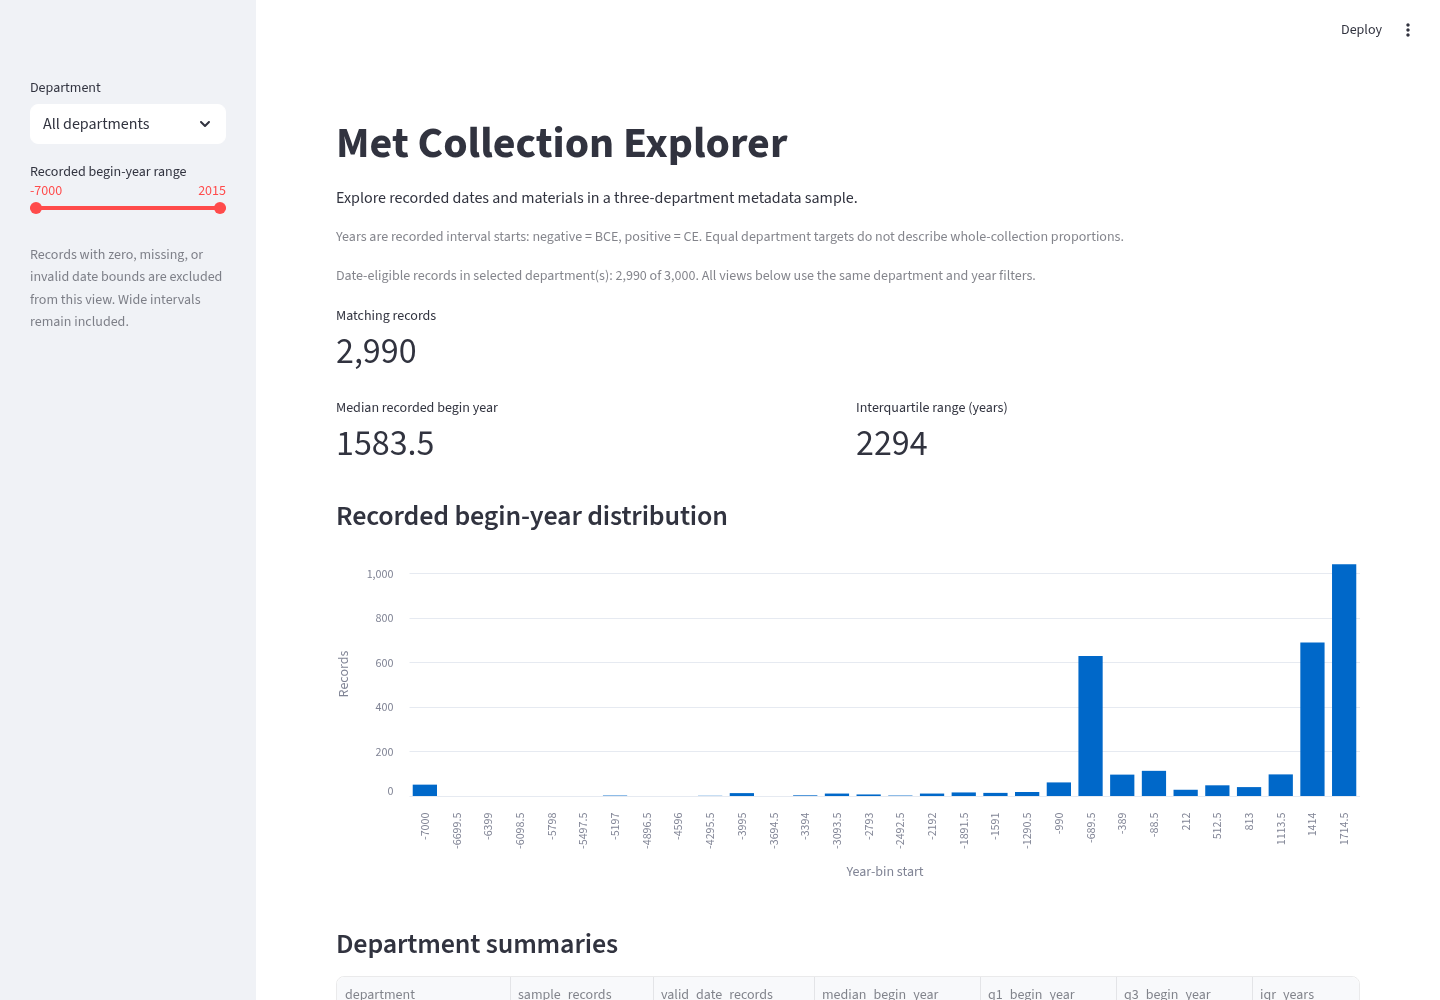 Deploy
Department
All departments
Recorded begin-year range
-7000 2015
Records with zero, missing, or
invalid date bounds are excluded
from this view. Wide intervals
remain included.
Met Collection Explorer
Explore recorded dates and materials in a three-department metadata sample.
Years are recorded interval starts: negative = BCE, positive = CE. Equal department targets do not describe whole-collection proportions.
Date-eligible records in selected department(s): 2,990 of 3,000. All views below use the same department and year filters.
Matching records
2,990
Median recorded begin year Interquartile range (years)
1583.5 2294
Recorded begin-year distribution
Records
1,000
800
600
400
200
0
-7000 -6699.5 -6399 -6098.5 -5798 -5497.5 -5197 -4896.5 -4596 -4295.5 -3995 -3694.5 -3394 -3093.5 -2793 -2492.5 -2192 -1891.5 -1591 -1290.5 -990 -689.5 -389 -88.5 212 512.5 813 1113.5 1414 1714.5
Year-bin start
Department summaries
department sample_records valid_date_records median_begin_year q1_begin_year q3_begin_year iqr_years